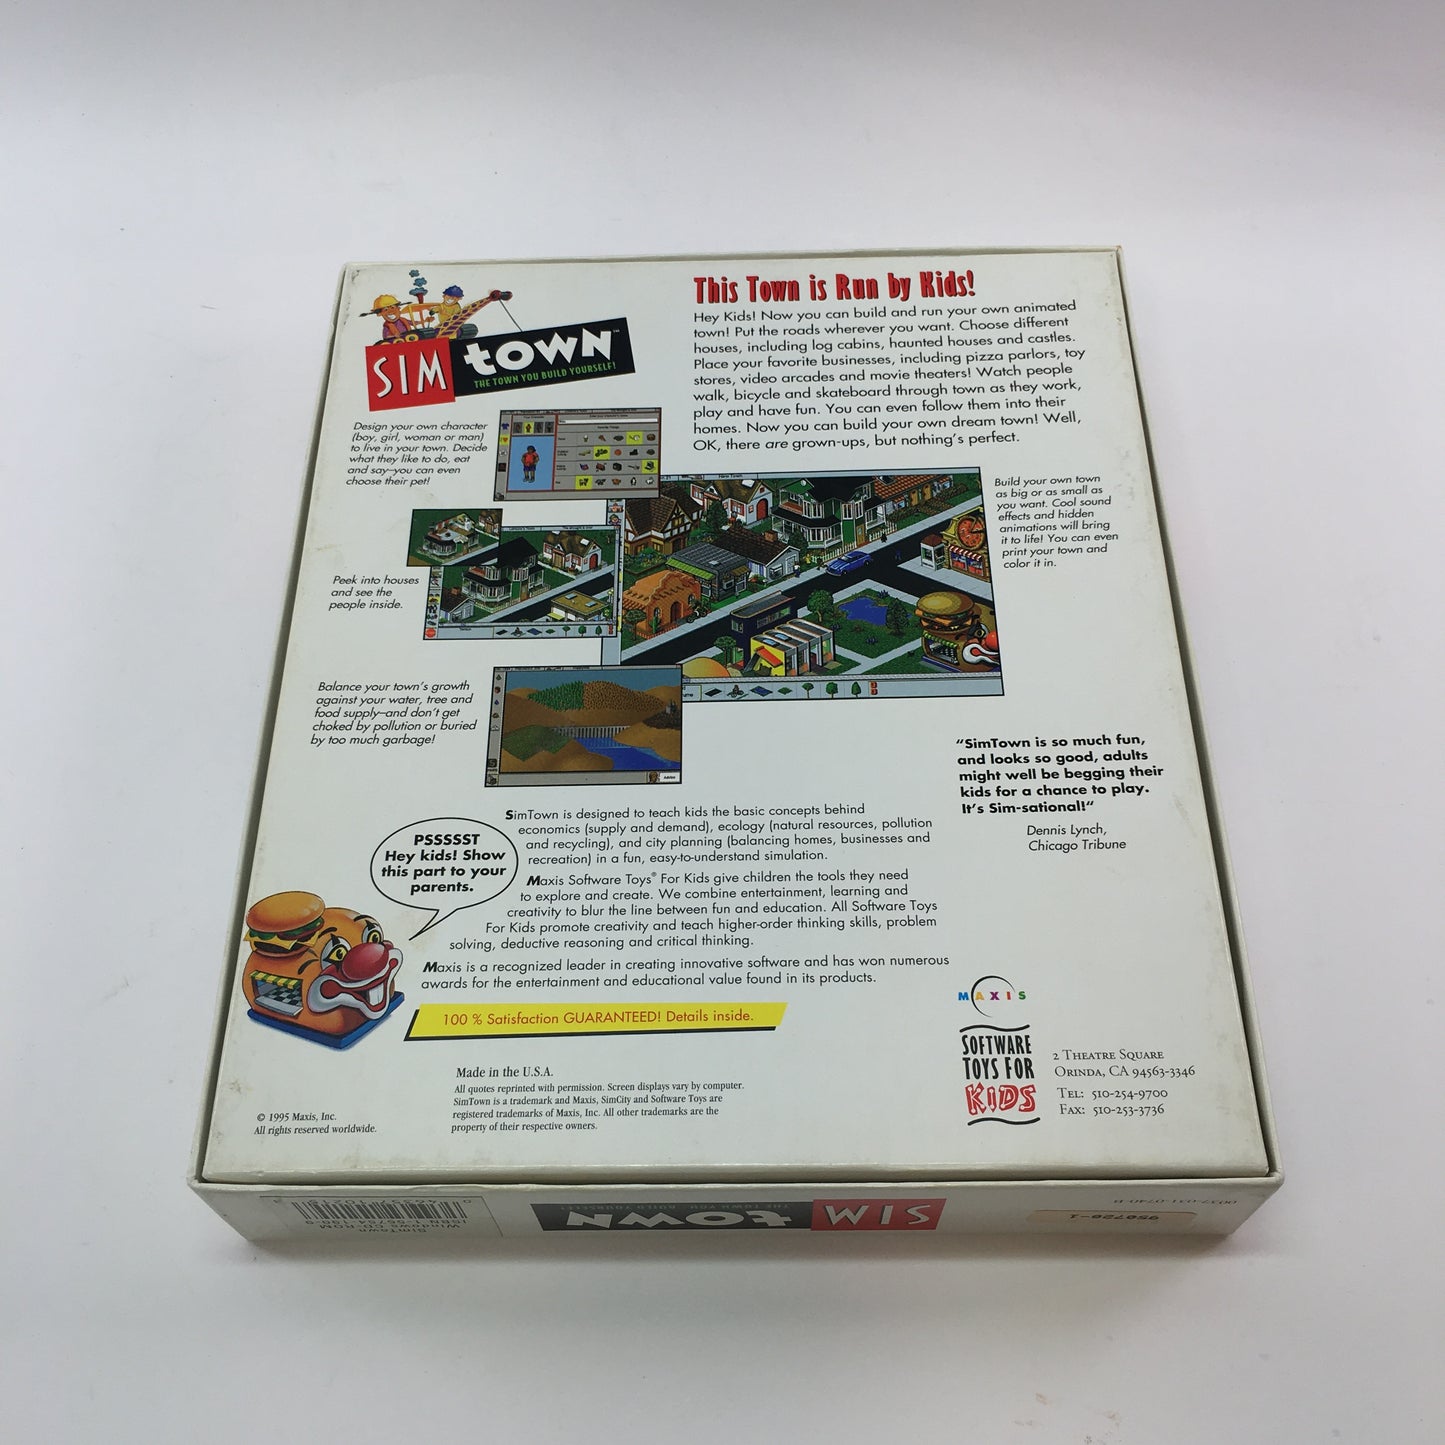 SIM TOWN™
THE TOWN YOU BUILD YOURSELF!
This Town is Run by Kids!
Hey Kids! Now you can build and run your own animated
town! Put the roads wherever you want. Choose different
houses, including log cabins, haunted houses and castles.
Place your favorite businesses, including pizza parlors, toy
stores, video arcades and movie theaters! Watch people
walk, bicycle and skateboard through town as they work,
play and have fun. You can even follow them into their
homes. Now you can build your own dream town! Well,
OK, there are grown-ups, but nothing's perfect.
Design your own character
(boy, girl, woman or man)
to live in your town. Decide
what they like to do, eat
and say–you can even
choose their pet!
Build your own town
as big or as small as
you want. Cool sound
effects and hidden
animations will bring
it to life! You can even
print your town and
color it in.
Peek into houses
and see the
people inside.
Balance your town's growth
against your water, tree and
food supply–and don't get
choked by pollution or buried
by too much garbage!
"SimTown is so much fun,
and looks so good, adults
might well be begging their
kids for a chance to play.
It's Sim-sational!"
Dennis Lynch,
Chicago Tribune
PSSSSST
Hey kids! Show
this part to your
parents.
SimTown is designed to teach kids the basic concepts behind
economics (supply and demand), ecology (natural resources, pollution
and recycling), and city planning (balancing homes, businesses and
recreation) in a fun, easy-to-understand simulation.
Maxis Software Toys® For Kids give children the tools they need
to explore and create. We combine entertainment, learning and
creativity to blur the line between fun and education. All Software Toys
For Kids promote creativity and teach higher-order thinking skills, problem
solving, deductive reasoning and critical thinking.
Maxis is a recognized leader in creating innovative software and has won numerous
awards for the entertainment and educational value found in its products.
100 % Satisfaction GUARANTEED! Details inside.
MAXIS
SOFTWARE
TOYS FOR
KIDS
2 Theatre Square
Orinda, CA 94563-3346
Tel: 510-254-9700
Fax: 510-253-3736
Made in the U.S.A.
All quotes reprinted with permission. Screen displays vary by computer.
SimTown is a trademark and Maxis, SimCity and Software Toys are
registered trademarks of Maxis, Inc. All other trademarks are the
property of their respective owners.
© 1995 Maxis, Inc.
All rights reserved worldwide.
SIM TOWN
THE TOWN YOU BUILD YOURSELF!
950728-1
SimTown